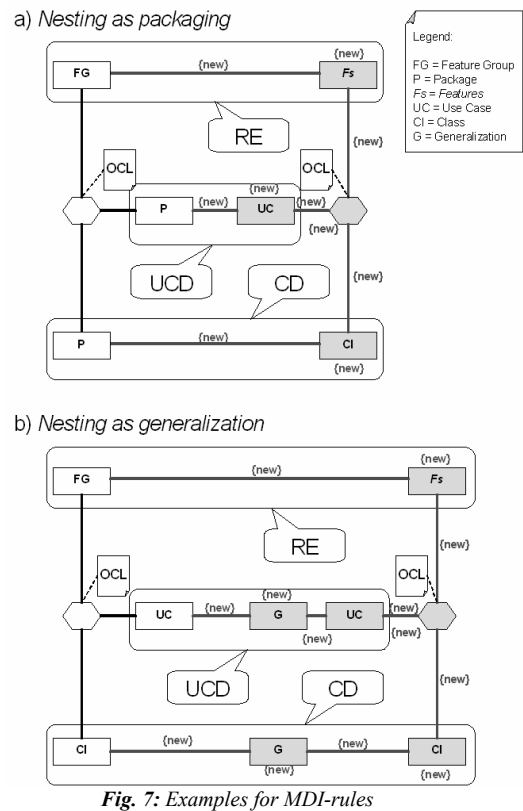 a) Nesting as packaging
Legend:
FG = Feature Group
P = Package
Fs = Features
UC = Use Case
Cl = Class
G = Generalization
{new}
FG
{new}
Fs
RE
{new}
OCL
OCL
{new}
P
{new}
UC
{new}
{new}
UCD
CD
{new}
{new}
P
Cl
{new}
b) Nesting as generalization
{new}
FG
{new}
Fs
RE
{new}
OCL
OCL
{new}
UC
{new}
G
UC
{new}
{new}
{new}
UCD
CD
{new}
Cl
{new}
G
{new}
Cl
{new}
{new}
Fig. 7: Examples for MDI-rules